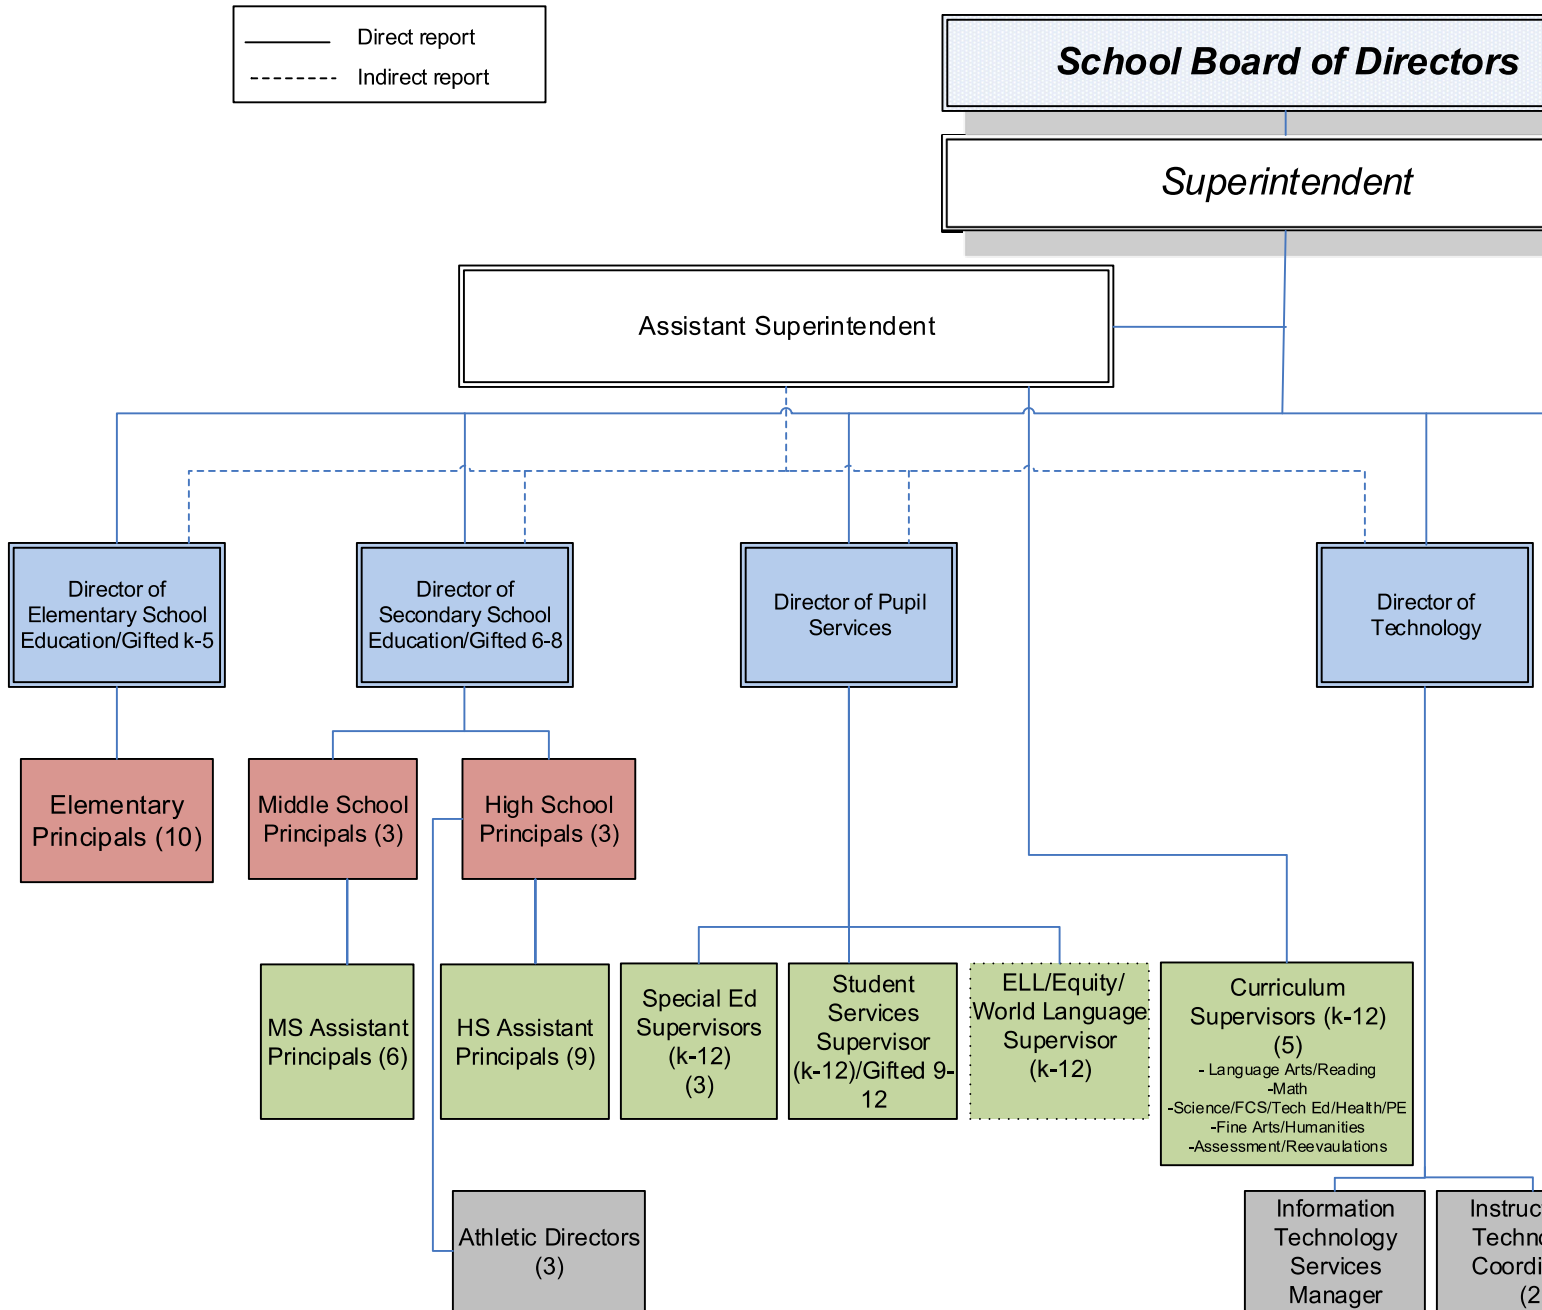 Direct report
Indirect report
School Board of Directors
Superintendent
Assistant Superintendent
Director of
Elementary School
Education/Gifted k-5
Director of
Secondary School
Education/Gifted 6-8
Director of Pupil
Services
Director of
Technology
Elementary
Principals (10)
Middle School
Principals (3)
High School
Principals (3)
MS Assistant
Principals (6)
HS Assistant
Principals (9)
Special Ed
Supervisors
(k-12)
(3)
Student
Services
Supervisor
(k-12)/Gifted 9-
12
ELL/Equity/
World Language
Supervisor
(k-12)
Curriculum
Supervisors (k-12)
(5)
- Language Arts/Reading
-Math
-Science/FCS/Tech Ed/Health/PE
-Fine Arts/Humanities
-Assessment/Reevaulations
Athletic Directors
(3)
Information
Technology
Services
Manager
Instruc
Techno
Coordi
(2